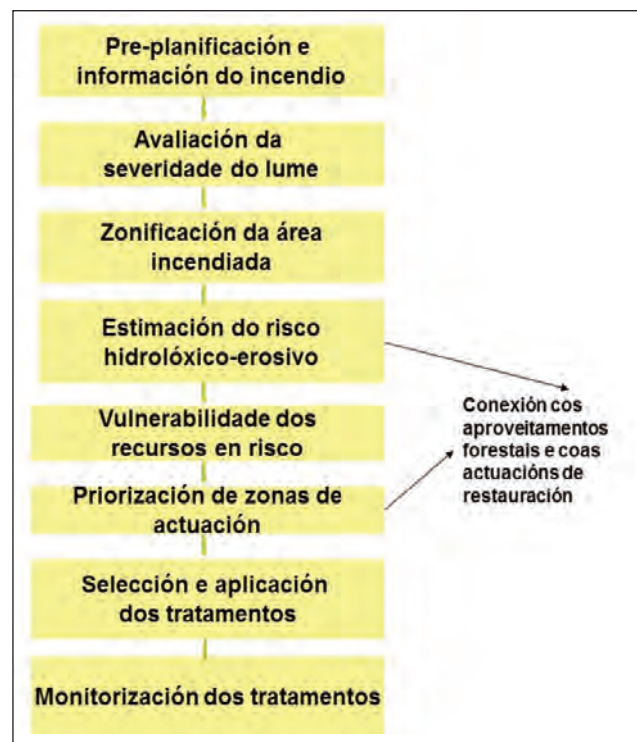 Pre-planificación e
información do incendio
Avaliación da
severidade do lume
Zonificación da área
incendiada
Estimación do risco
hidrolóxico-erosivo
Vulnerabilidade dos
recursos en risco
Priorización de zonas de
actuación
Selección e aplicación
dos tratamentos
Monitorización dos tratamentos
Conexión cos
aproveitamentos
forestais e coas
actuacións de
restauración